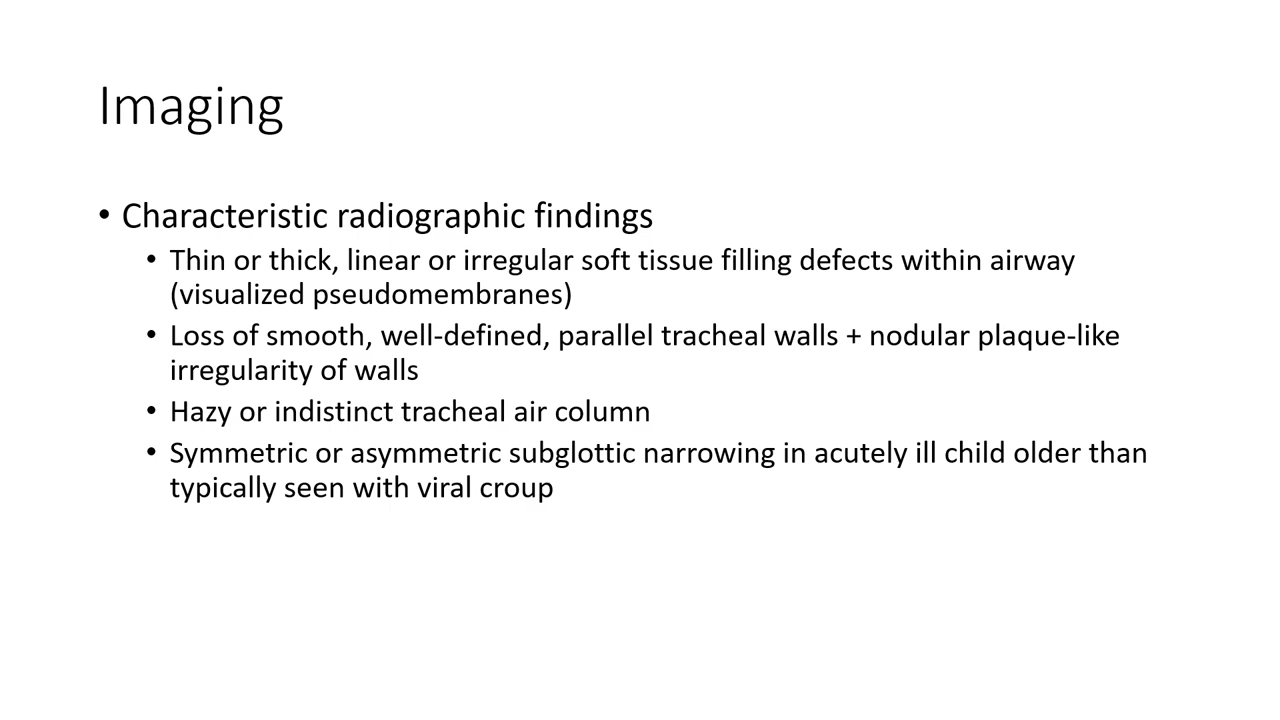 Imaging
• Characteristic radiographic findings
• Thin or thick, linear or irregular soft tissue filling defects within airway
(visualized pseudomembranes)
• Loss of smooth, well-defined, parallel tracheal walls + nodular plaque-like
irregularity of walls
• Hazy or indistinct tracheal air column
• Symmetric or asymmetric subglottic narrowing in acutely ill child older than
typically seen with viral croup